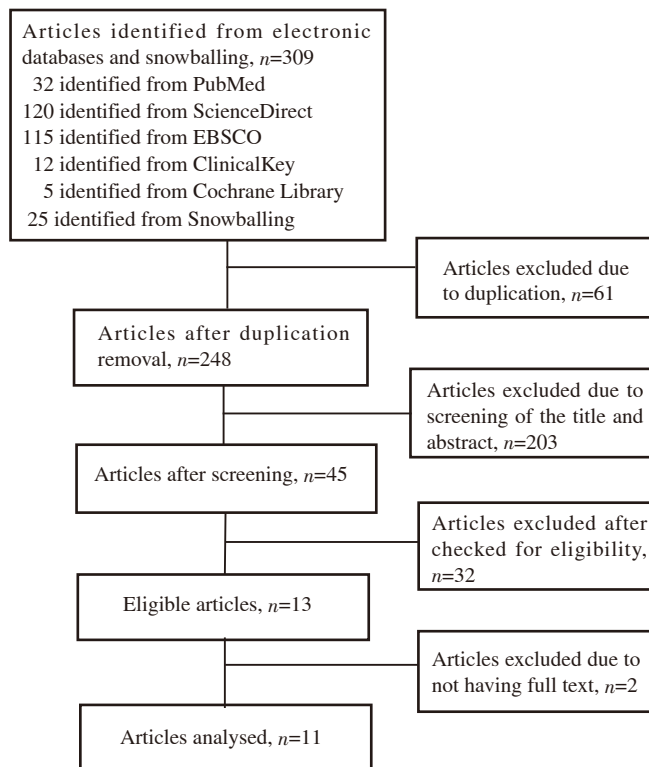 Articles identified from electronic
databases and snowballing, n=309
32 identified from PubMed
120 identified from ScienceDirect
115 identified from EBSCO
12 identified from ClinicalKey
5 identified from Cochrane Library
25 identified from Snowballing
Articles excluded due
to duplication, n=61
Articles after duplication
removal, n=248
Articles excluded due to
screening of the title and
abstract, n=203
Articles after screening, n=45
Articles excluded after
checked for eligibility,
n=32
Eligible articles, n=13
Articles excluded due to
not having full text, n=2
Articles analysed, n=11